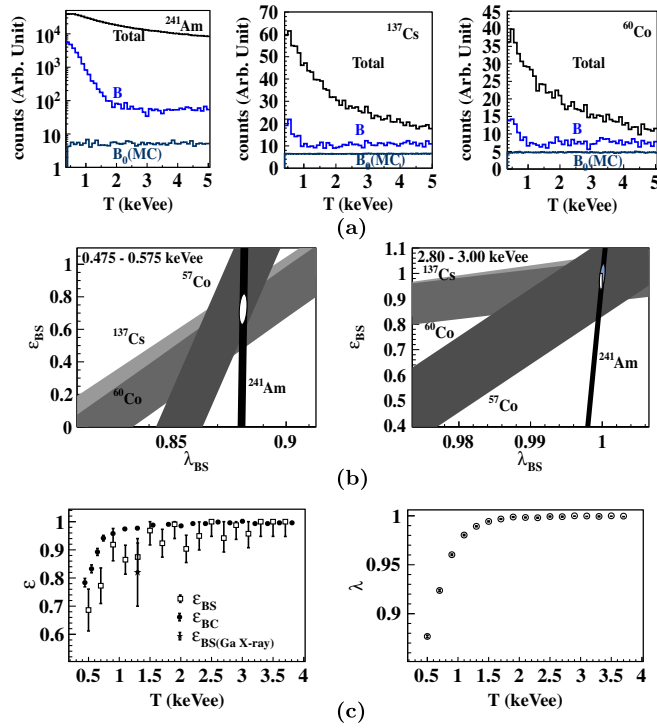 counts (Arb. Unit)
10⁴
10³
10²
10
1
²⁴¹Am
Total
B
B₀(MC)
1 2 3 4 5
T (keVee)
counts (Arb. Unit)
70
60
50
40
30
20
10
0
¹³⁷Cs
Total
B
B₀(MC)
1 2 3 4 5
T (keVee)
counts (Arb. Unit)
45
40
35
30
25
20
15
10
5
0
⁶⁰Co
Total
B
B₀(MC)
1 2 3 4 5
T (keVee)
(a)
ε_BS
1
0.8
0.6
0.4
0.2
0
0.475 - 0.575 keVee
⁵⁷Co
¹³⁷Cs
⁶⁰Co
²⁴¹Am
0.85 0.9
λ_BS
ε_BS
1.1
1
0.9
0.8
0.7
0.6
0.5
0.4
2.80 - 3.00 keVee
¹³⁷Cs
⁶⁰Co
²⁴¹Am
⁵⁷Co
0.98 0.99 1
λ_BS
(b)
ε
1
0.9
0.8
0.7
0.6
ε_BS
ε_BC
ε_BS(Ga X-ray)
0.5 1 1.5 2 2.5 3 3.5 4
T (keVee)
λ
1
0.95
0.9
0.5 1 1.5 2 2.5 3 3.5 4
T (keVee)
(c)